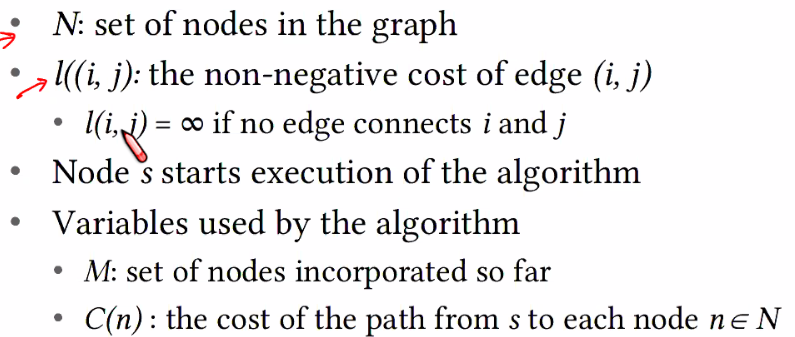 • N: set of nodes in the graph
• l((i, j): the non-negative cost of edge (i, j)
• l(i, j) = ∞ if no edge connects i and j
• Node s starts execution of the algorithm
• Variables used by the algorithm
• M: set of nodes incorporated so far
• C(n) : the cost of the path from s to each node n ∈ N